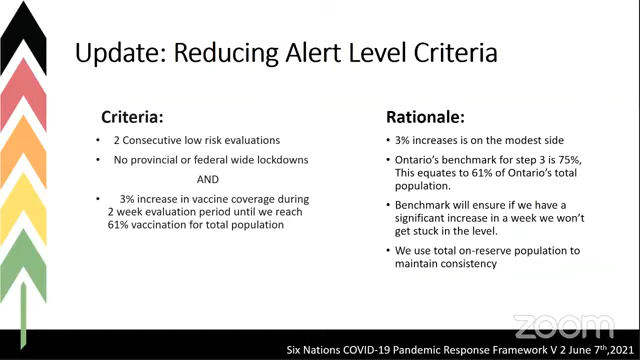 Update: Reducing Alert Level Criteria
Criteria:
• 2 Consecutive low risk evaluations
• No provincial or federal wide lockdowns
AND
• 3% increase in vaccine coverage during
2 week evaluation period until we reach
61% vaccination for total population
Rationale:
• 3% increases is on the modest side
• Ontario's benchmark for step 3 is 75%,
This equates to 61% of Ontario's total
population.
• Benchmark will ensure if we have a
significant increase in a week we won't
get stuck in the level.
• We use total on-reserve population to
maintain consistency
zoom
Six Nations COVID-19 Pandemic Response Framework V 2 June 7th,2021